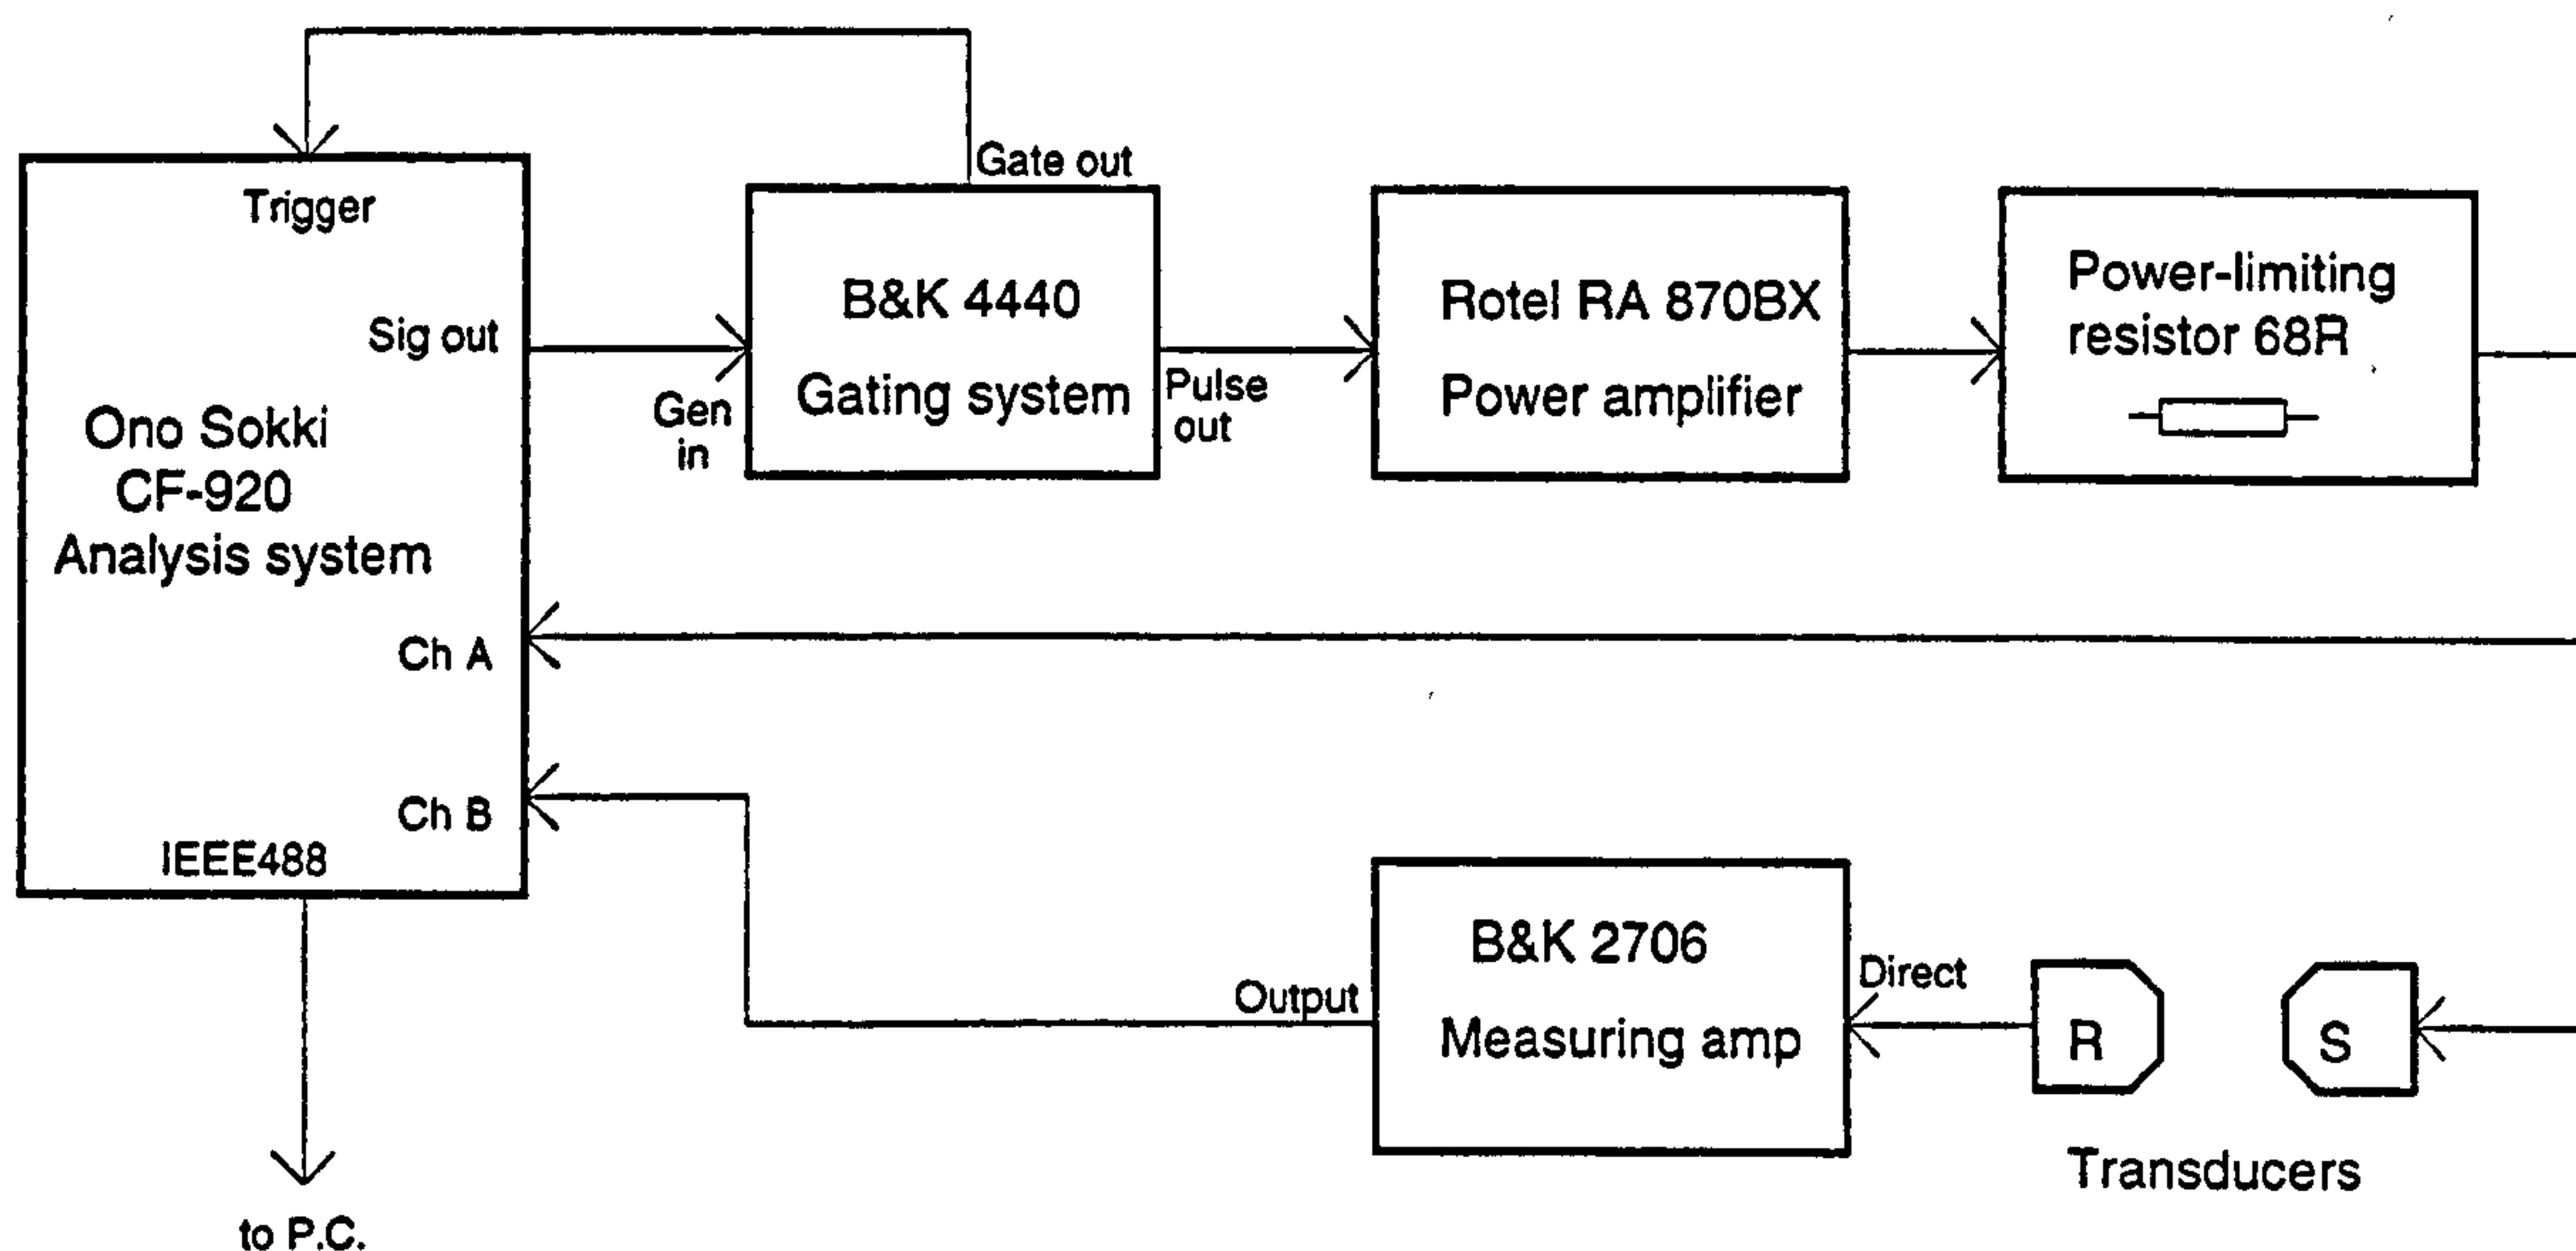 Gate out
Trigger
Sig out
Gen
in
B&K 4440
Gating system
Pulse
out
Rotel RA 870BX
Power amplifier
Power-limiting
resistor 68R
Ono Sokki
CF-920
Analysis system
Ch A
Ch B
IEEE488
to P.C.
Output
B&K 2706
Measuring amp
Direct
R
S
Transducers